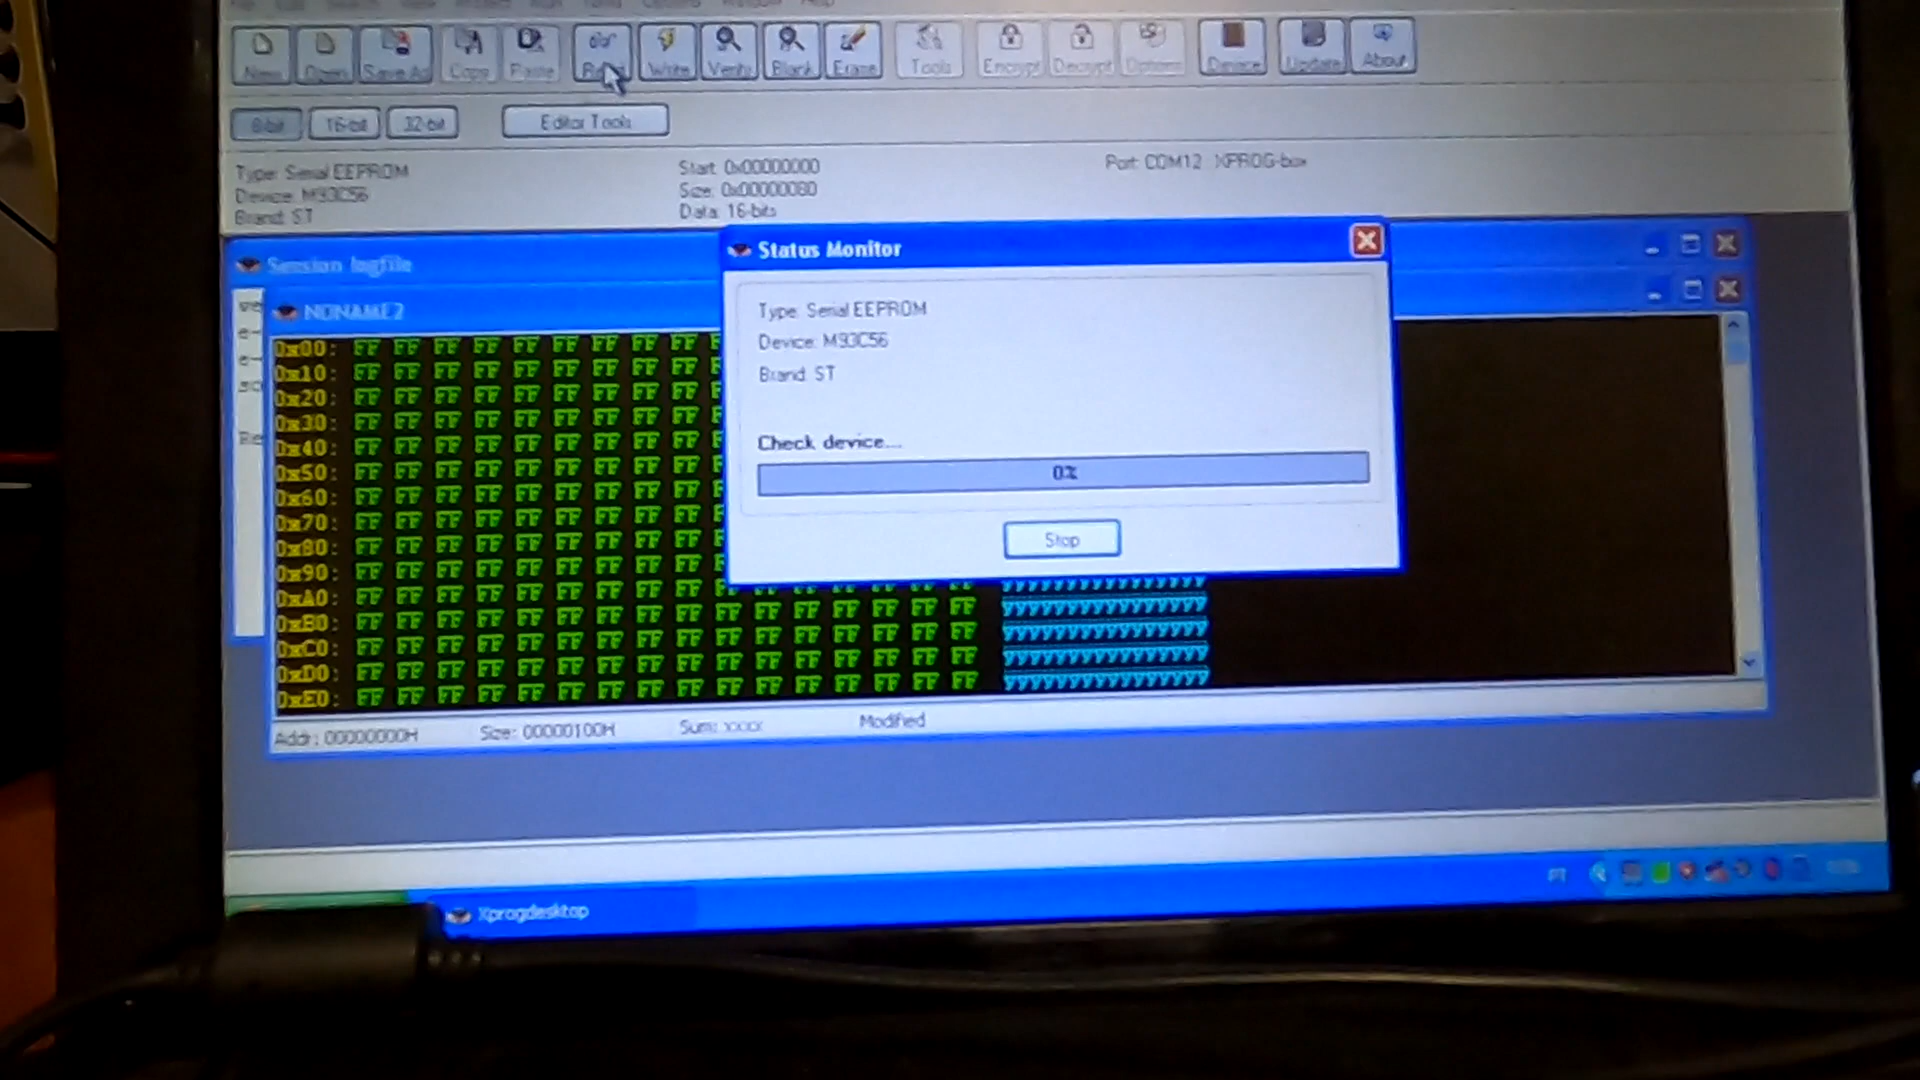 New Open Save As Copy Paste Read Write Verify Blank Erase Tools Encrypt Decrypt Options Device Update About
8-bit 16-bit 32-bit Editor Tools
Type: Serial EEPROM
Device: M93C56
Brand: ST
Start: 0x00000000
Size: 0x00000080
Data: 16-bits
Port: COM12 XPROG-box
Session logfile
NONAME2
Status Monitor
Type: Serial EEPROM
Device: M93C56
Brand: ST
Check device....
0%
Stop
0x00: FF FF FF FF FF FF FF FF FF F
0x10: FF FF FF FF FF FF FF FF FF F
0x20: FF FF FF FF FF FF FF FF FF F
0x30: FF FF FF FF FF FF FF FF FF F
0x40: FF FF FF FF FF FF FF FF FF F
0x50: FF FF FF FF FF FF FF FF FF F
0x60: FF FF FF FF FF FF FF FF FF F
0x70: FF FF FF FF FF FF FF FF FF F
0x80: FF FF FF FF FF FF FF FF FF F
0x90: FF FF FF FF FF FF FF FF FF F
0xA0: FF FF FF FF FF FF FF FF FF FF FF FF FF FF FF FF ÿÿÿÿÿÿÿÿÿÿÿÿÿÿÿÿ
0xB0: FF FF FF FF FF FF FF FF FF FF FF FF FF FF FF FF ÿÿÿÿÿÿÿÿÿÿÿÿÿÿÿÿ
0xC0: FF FF FF FF FF FF FF FF FF FF FF FF FF FF FF FF ÿÿÿÿÿÿÿÿÿÿÿÿÿÿÿÿ
0xD0: FF FF FF FF FF FF FF FF FF FF FF FF FF FF FF FF ÿÿÿÿÿÿÿÿÿÿÿÿÿÿÿÿ
0xE0: FF FF FF FF FF FF FF FF FF FF FF FF FF FF FF FF ÿÿÿÿÿÿÿÿÿÿÿÿÿÿÿÿ
Addr: 00000000H Size: 00000100H Sum: XXXX Modified
Xprogdesktop
PT